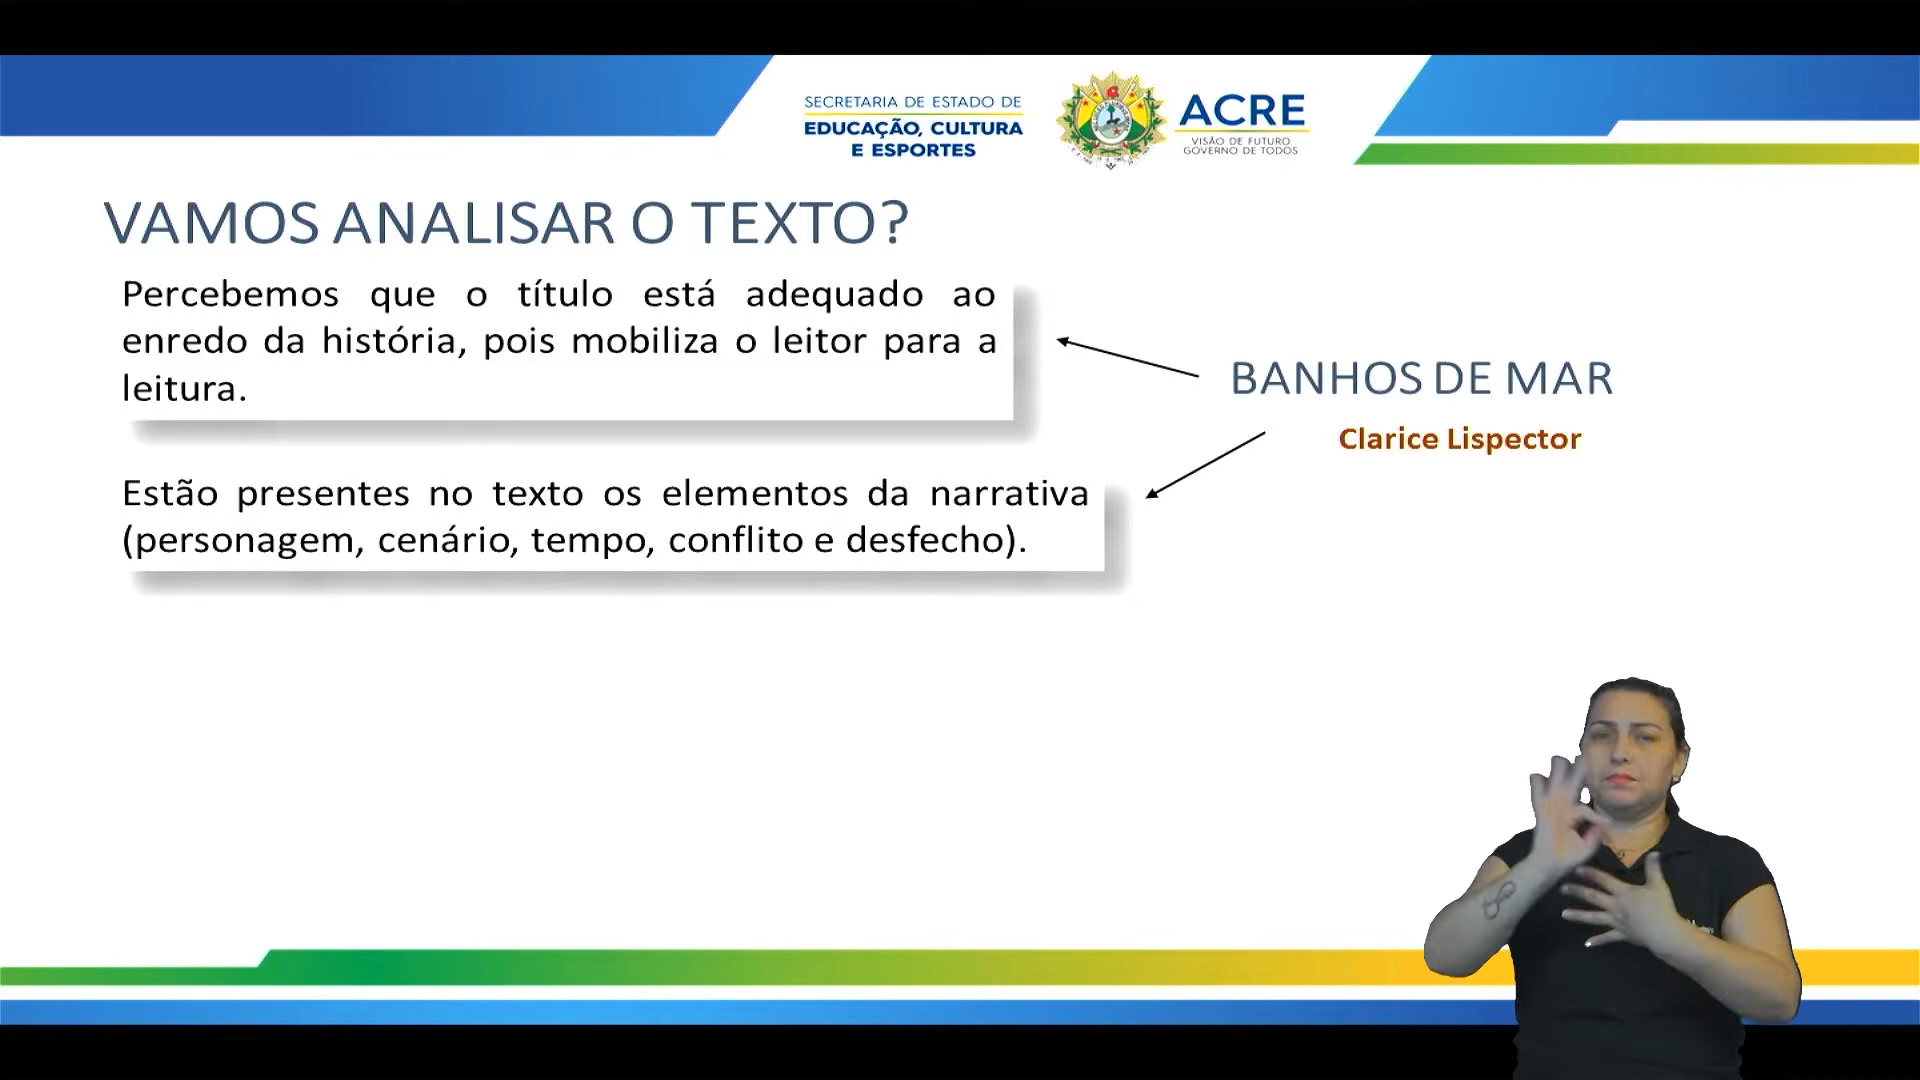 SECRETARIA DE ESTADO DE
EDUCAÇÃO, CULTURA
E ESPORTES
ACRE
VISÃO DE FUTURO
GOVERNO DE TODOS
VAMOS ANALISAR O TEXTO?
Percebemos que o título está adequado ao
enredo da história, pois mobiliza o leitor para a
leitura.
BANHOS DE MAR
Clarice Lispector
Estão presentes no texto os elementos da narrativa
(personagem, cenário, tempo, conflito e desfecho).